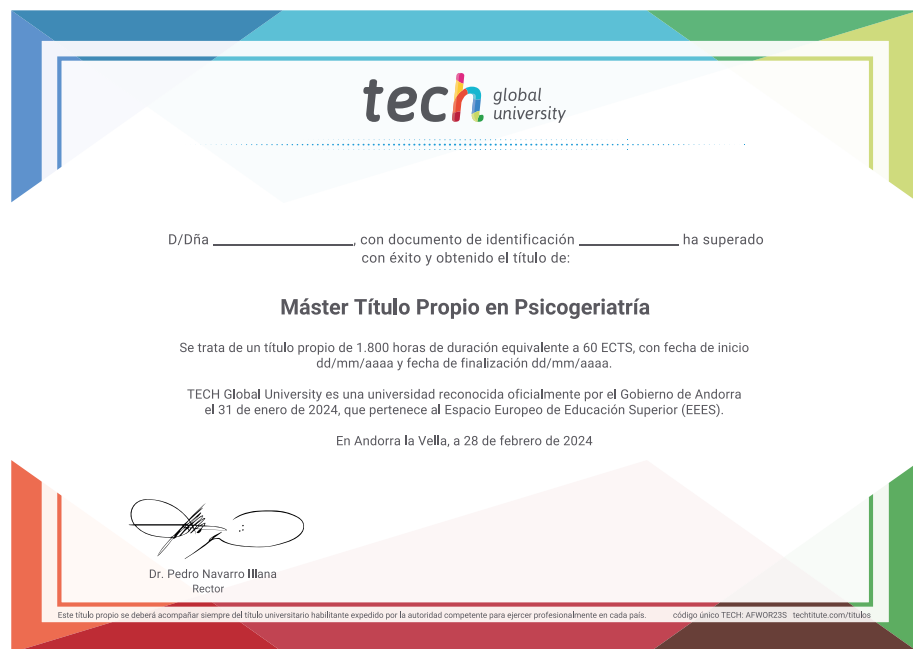 tech global university
D/Dña ____________________, con documento de identificación ______________ ha superado
con éxito y obtenido el título de:
Máster Título Propio en Psicogeriatría
Se trata de un título propio de 1.800 horas de duración equivalente a 60 ECTS, con fecha de inicio
dd/mm/aaaa y fecha de finalización dd/mm/aaaa.
TECH Global University es una universidad reconocida oficialmente por el Gobierno de Andorra
el 31 de enero de 2024, que pertenece al Espacio Europeo de Educación Superior (EEES).
En Andorra la Vella, a 28 de febrero de 2024
Dr. Pedro Navarro Illana
Rector
Este título propio se deberá acompañar siempre del título universitario habilitante expedido por la autoridad competente para ejercer profesionalmente en cada país. código único TECH: AFWOR23S techtitute.com/titulos